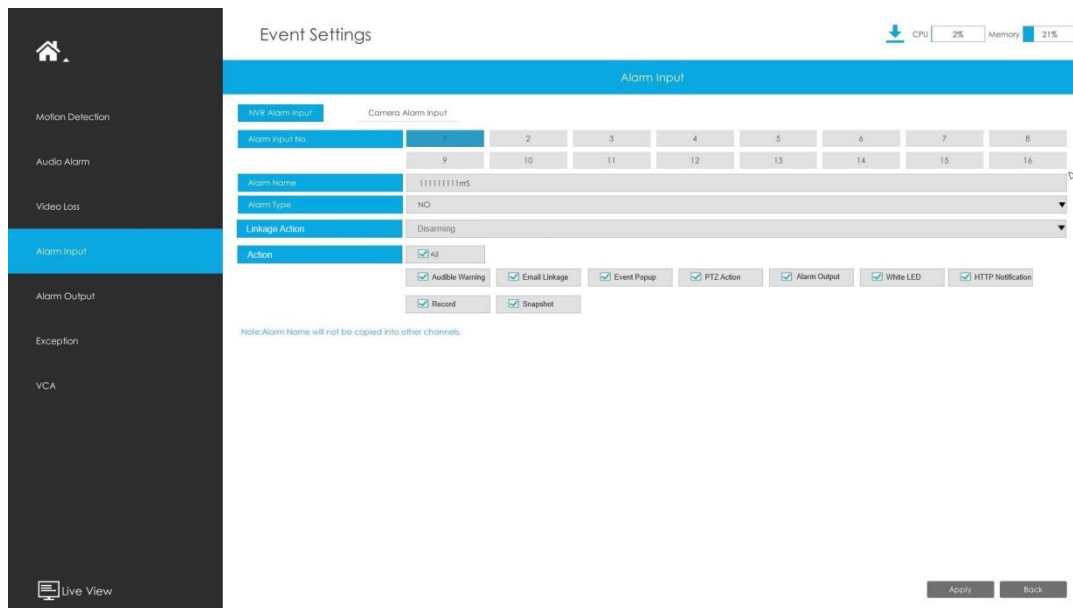 Event Settings
CPU 2% Memory 21%
Alarm Input
Motion Detection
Audio Alarm
Video Loss
Alarm Input
Alarm Output
Exception
VCA
Live View
NVR Alarm Input Camera Alarm Input
Alarm Input No. 1 2 3 4 5 6 7 8
9 10 11 12 13 14 15 16
Alarm Name 111111111m$
Alarm Type NO
Linkage Action Disarming
Action All
Audible Warning Email Linkage Event Popup PTZ Action Alarm Output White LED HTTP Notification
Record Snapshot
Note:Alarm Name will not be copied into other channels.
Apply Back